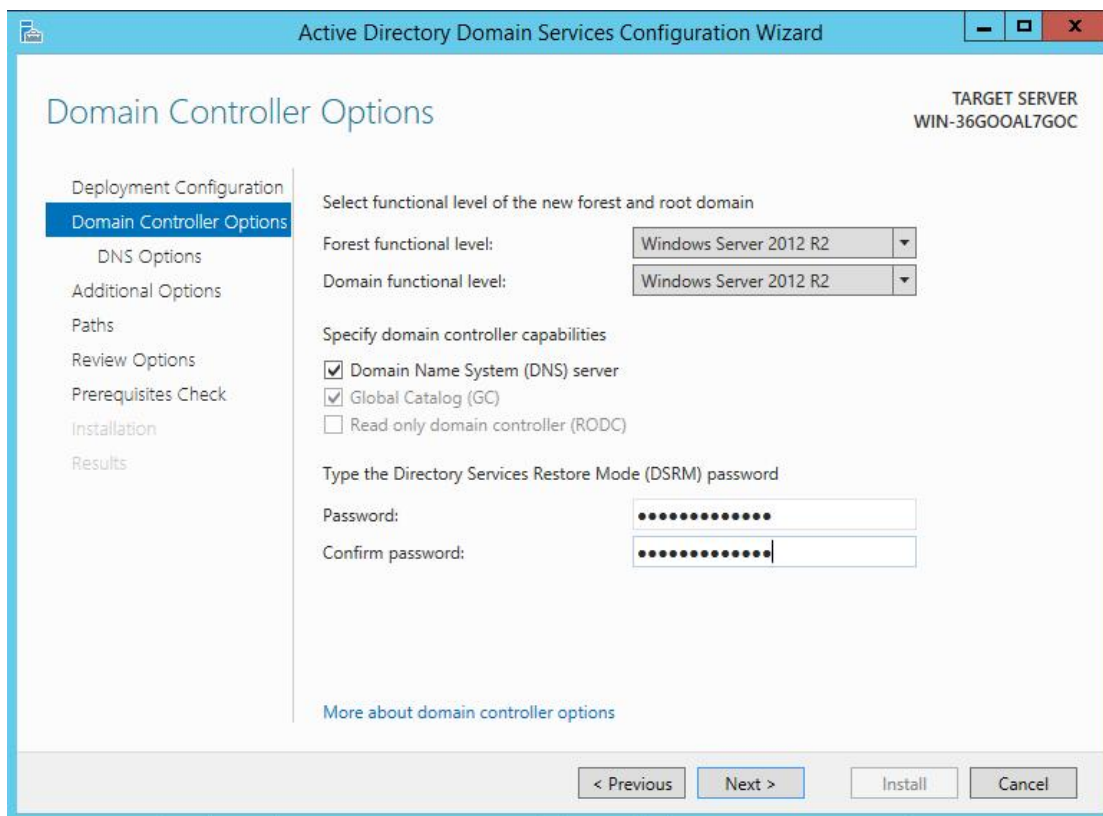 Active Directory Domain Services Configuration Wizard
Domain Controller Options
TARGET SERVER
WIN-36GOOAL7GOC
Deployment Configuration
Domain Controller Options
DNS Options
Additional Options
Paths
Review Options
Prerequisites Check
Installation
Results
Select functional level of the new forest and root domain
Forest functional level: Windows Server 2012 R2
Domain functional level: Windows Server 2012 R2
Specify domain controller capabilities
Domain Name System (DNS) server
Global Catalog (GC)
Read only domain controller (RODC)
Type the Directory Services Restore Mode (DSRM) password
Password: •••••••••••••
Confirm password: •••••••••••••
More about domain controller options
< Previous Next > Install Cancel